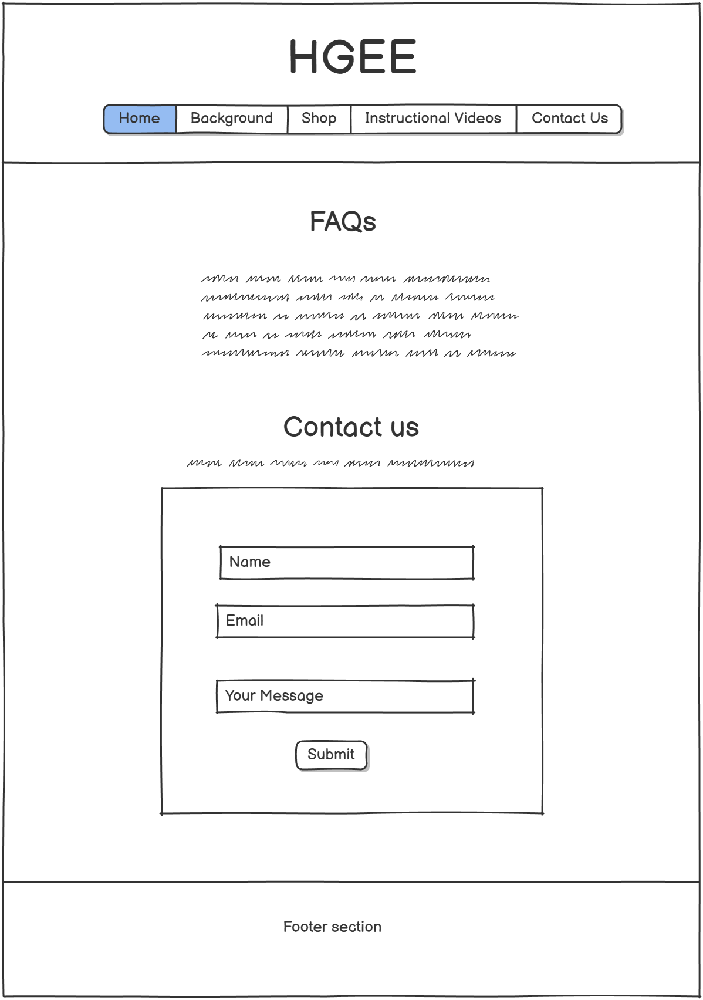 HGEE
Home Background Shop Instructional Videos Contact Us
FAQs
Contact us
Name
Email
Your Message
Submit
Footer section